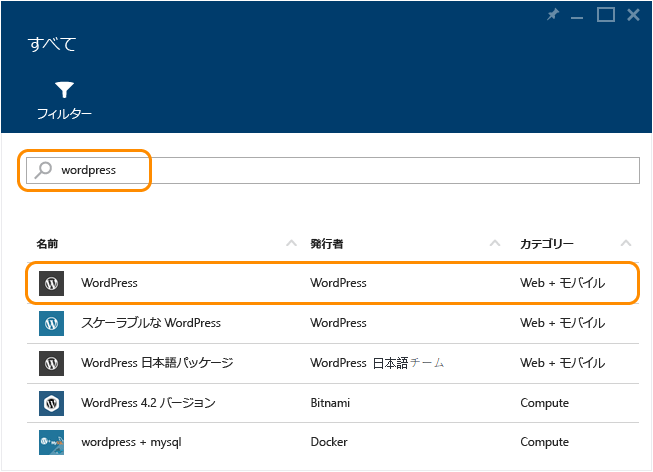 すべて
フィルター
wordpress
名前 発行者 カテゴリー
WordPress WordPress Web + モバイル
スケーラブルな WordPress WordPress Web + モバイル
WordPress 日本語パッケージ WordPress 日本語チーム Web + モバイル
WordPress 4.2 バージョン Bitnami Compute
wordpress + mysql Docker Compute